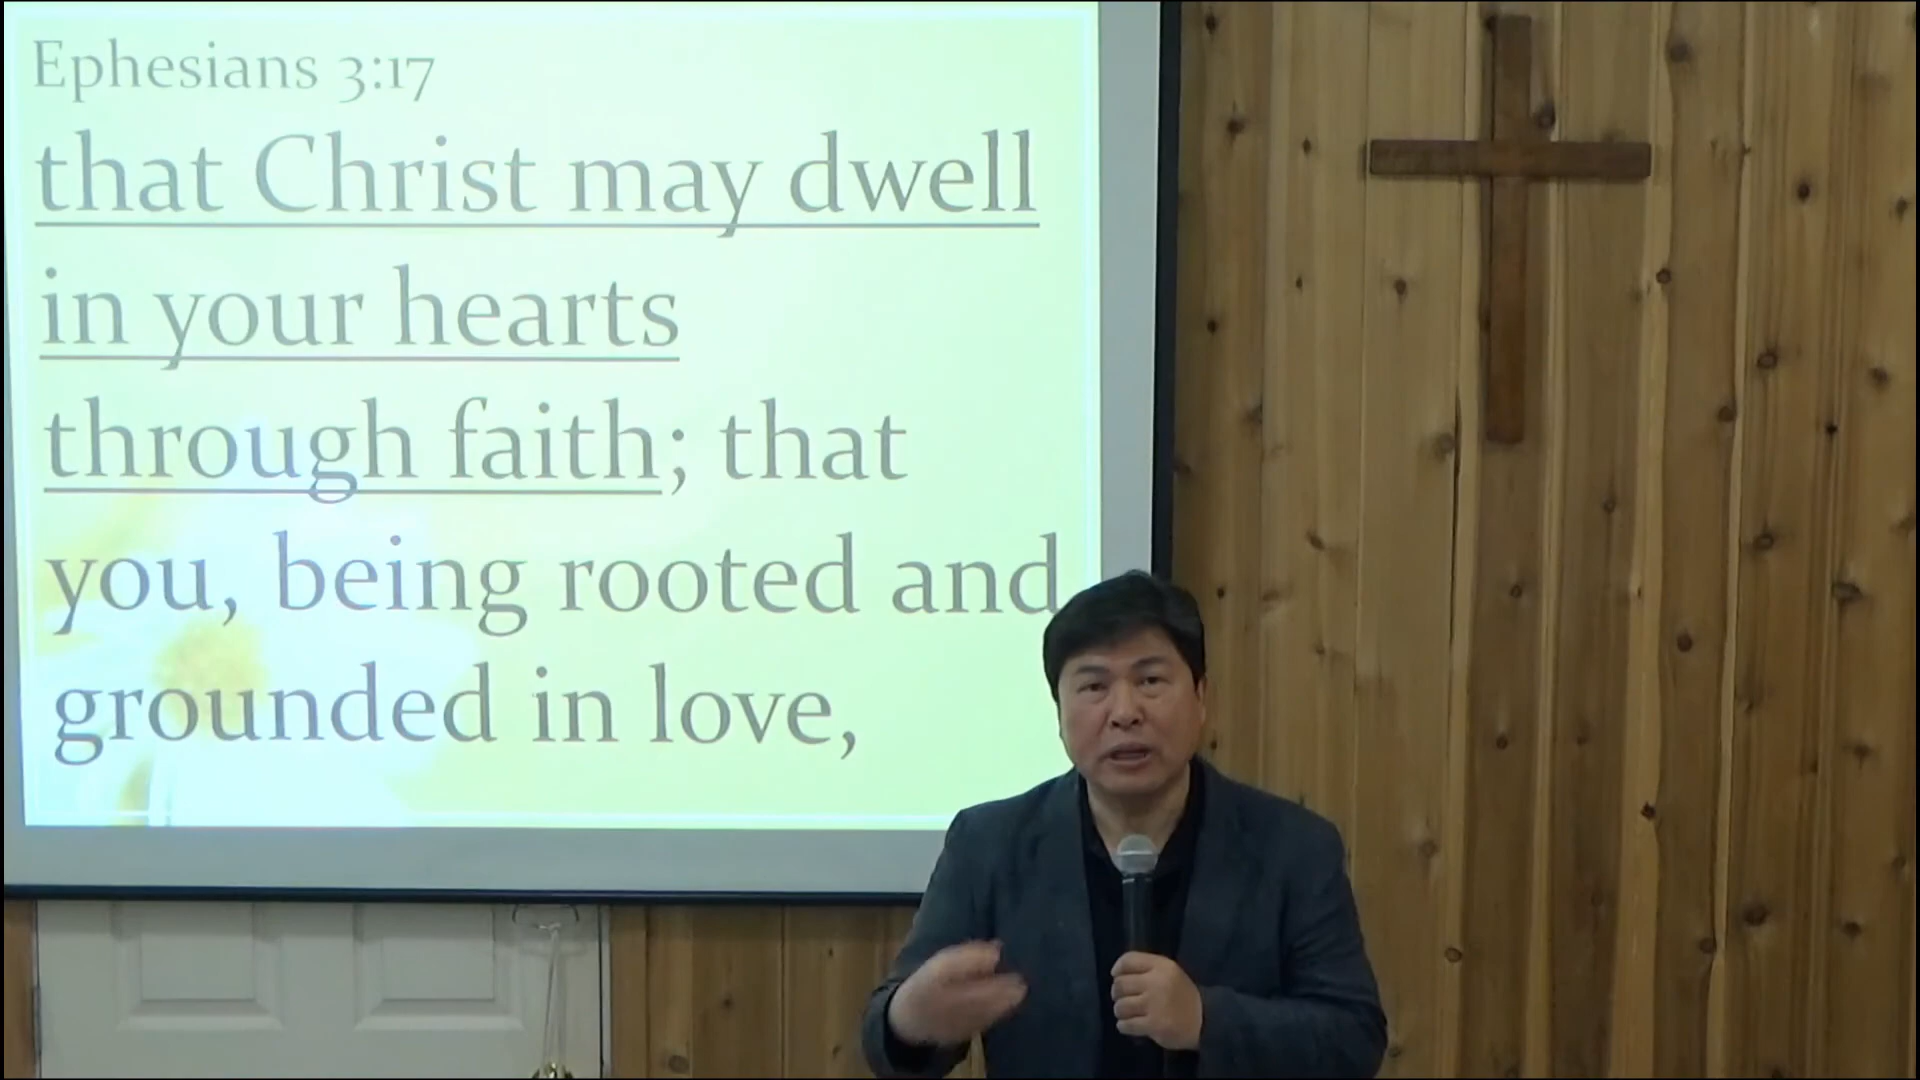 Ephesians 3:17
that Christ may dwell
in your hearts
through faith; that
you, being rooted and
grounded in love,